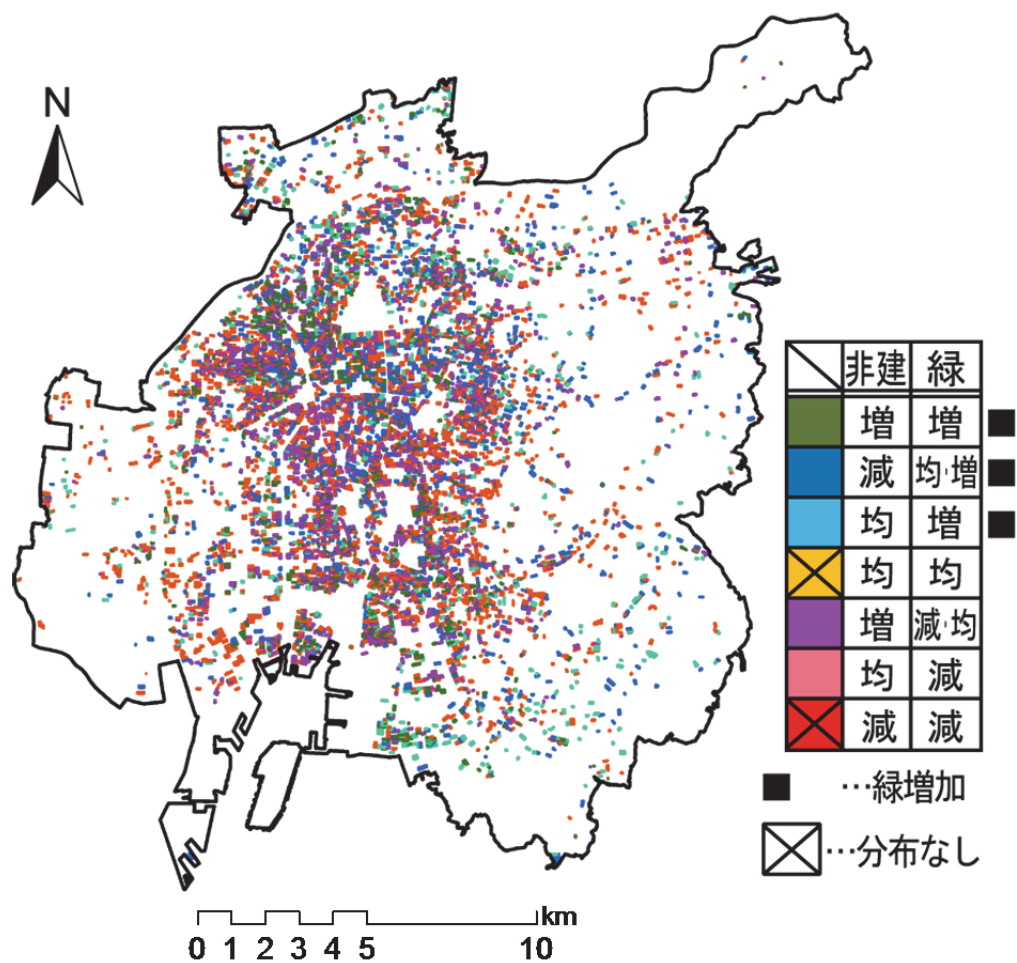 N
非建 緑
増 増
減 均・増
均 増
均 均
増 減・均
均 減
減 減
■ …緑増加
…分布なし
km
0 1 2 3 4 5 10